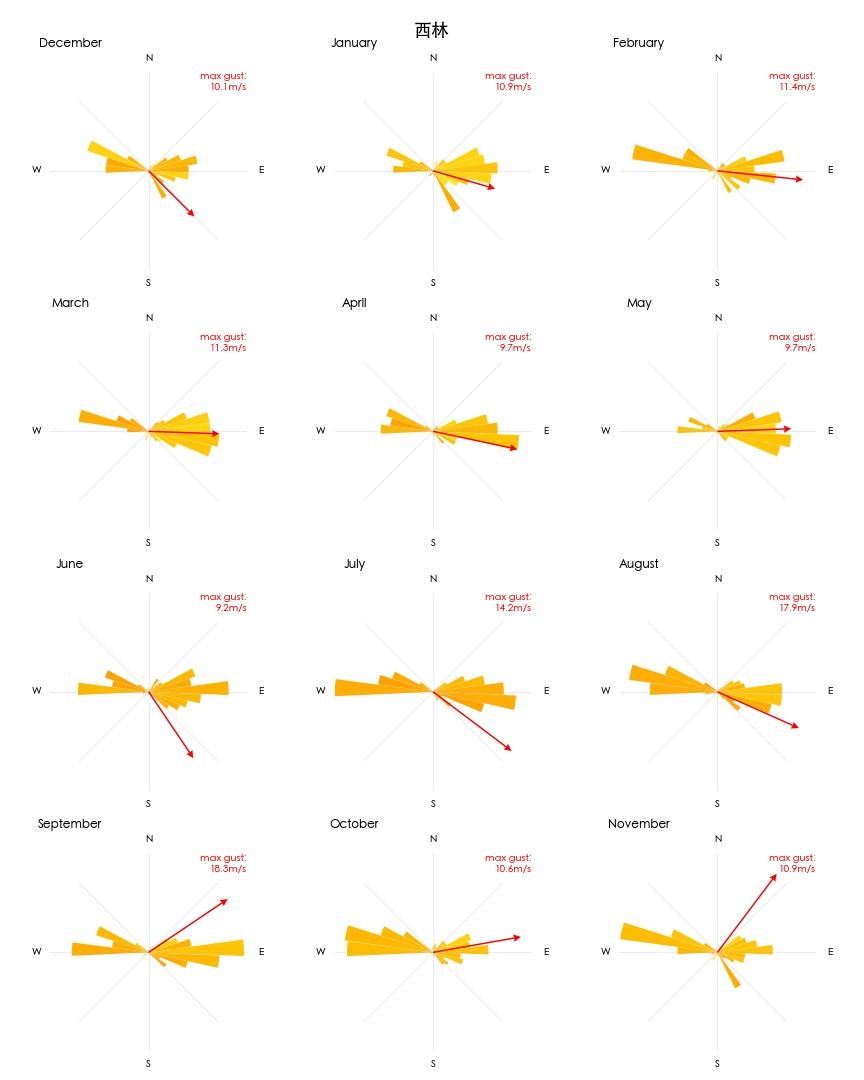 西林
December
January
February
N
N
N
max gust:
10.1m/s
max gust:
10.9m/s
max gust:
11.4m/s
W
E
W
E
W
E
S
S
S
March
April
May
N
N
N
max gust:
11.3m/s
max gust:
9.7m/s
max gust:
9.7m/s
W
E
W
E
W
E
S
S
S
June
July
August
N
N
N
max gust:
9.2m/s
max gust:
14.2m/s
max gust:
17.9m/s
W
E
W
E
W
E
S
S
S
September
October
November
N
N
N
max gust:
18.3m/s
max gust:
10.6m/s
max gust:
10.9m/s
W
E
W
E
W
E
S
S
S